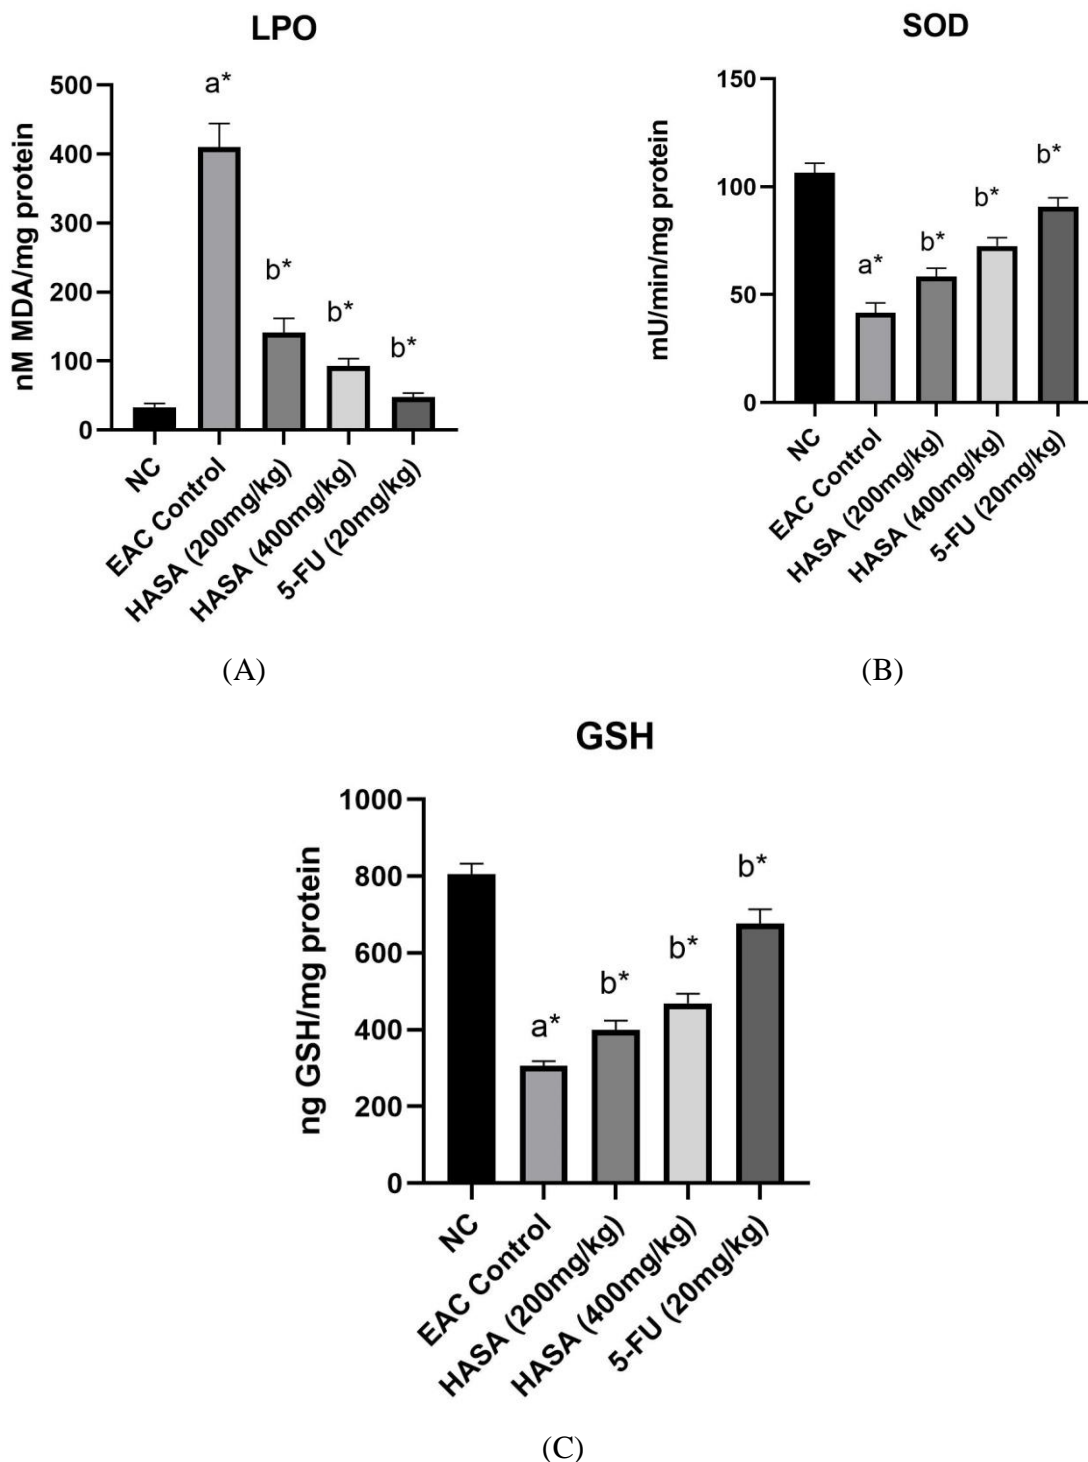 LPO
nM MDA/mg protein
500
400
300
200
100
0
a*
b*
b*
b*
NC
EAC Control
HASA (200mg/kg)
HASA (400mg/kg)
5-FU (20mg/kg)
(A)
SOD
mU/min/mg protein
150
100
50
0
a*
b*
b*
b*
NC
EAC Control
HASA (200mg/kg)
HASA (400mg/kg)
5-FU (20mg/kg)
(B)
GSH
ng GSH/mg protein
1000
800
600
400
200
0
a*
b*
b*
b*
NC
EAC Control
HASA (200mg/kg)
HASA (400mg/kg)
5-FU (20mg/kg)
(C)